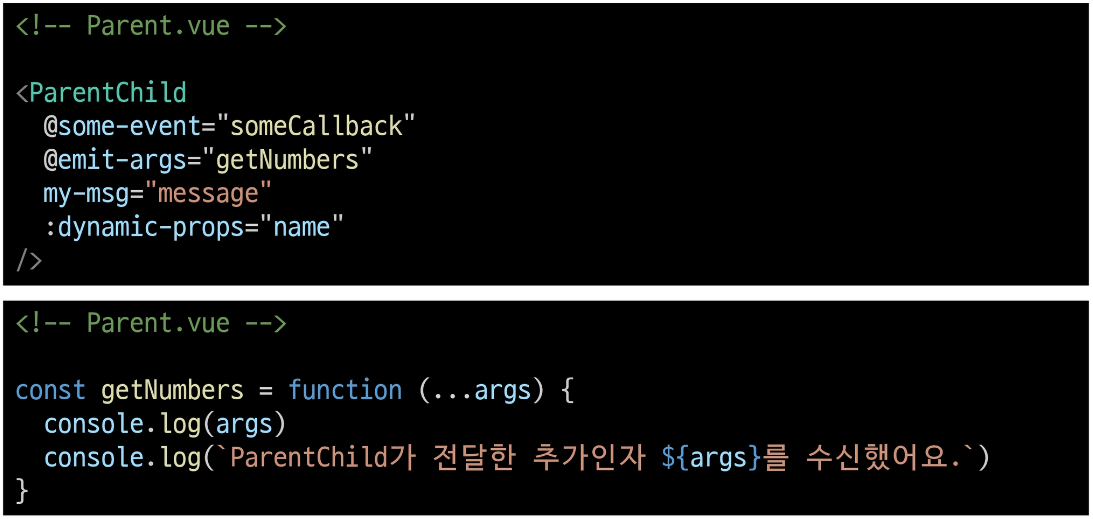 <!-- Parent.vue -->
<ParentChild
@some-event="someCallback"
@emit-args="getNumbers"
my-msg="message"
:dynamic-props="name"
/>
<!-- Parent.vue -->
const getNumbers = function (...args) {
console.log(args)
console.log(`ParentChild가 전달한 추가인자 ${args}를 수신했어요.`)
}